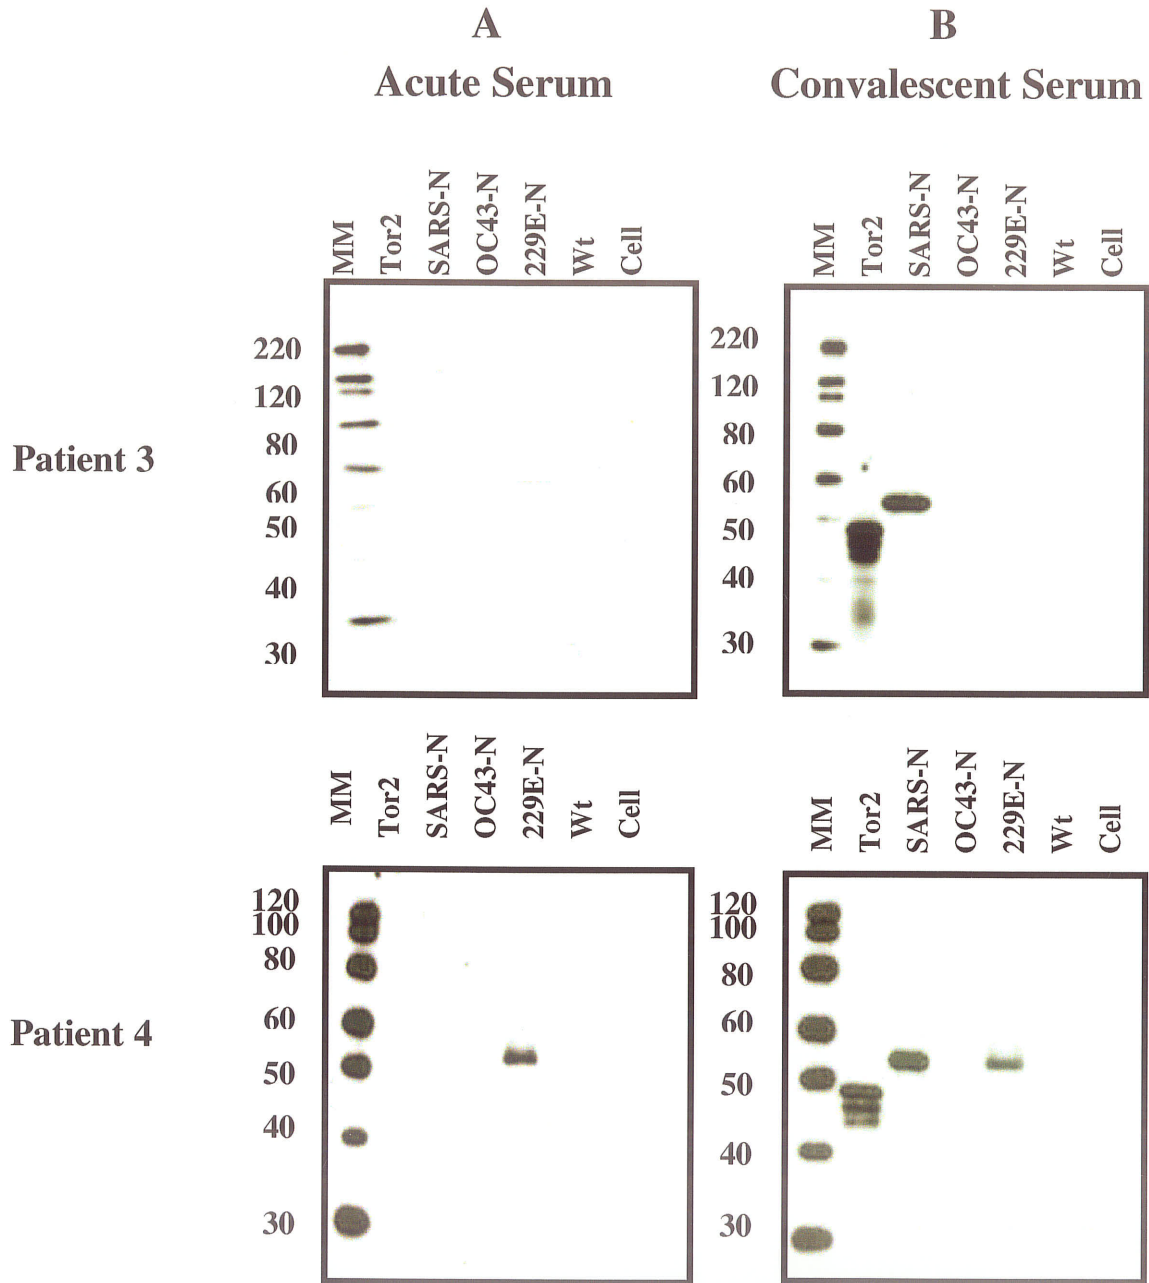 A
B
Acute Serum
Convalescent Serum
MM
Tor2
SARS-N
OC43-N
229E-N
Wt
Cell
MM
Tor2
SARS-N
OC43-N
229E-N
Wt
Cell
Patient 3
220
120
80
60
50
40
30
220
120
80
60
50
40
30
MM
Tor2
SARS-N
OC43-N
229E-N
Wt
Cell
MM
Tor2
SARS-N
OC43-N
229E-N
Wt
Cell
Patient 4
120
100
80
60
50
40
30
120
100
80
60
50
40
30